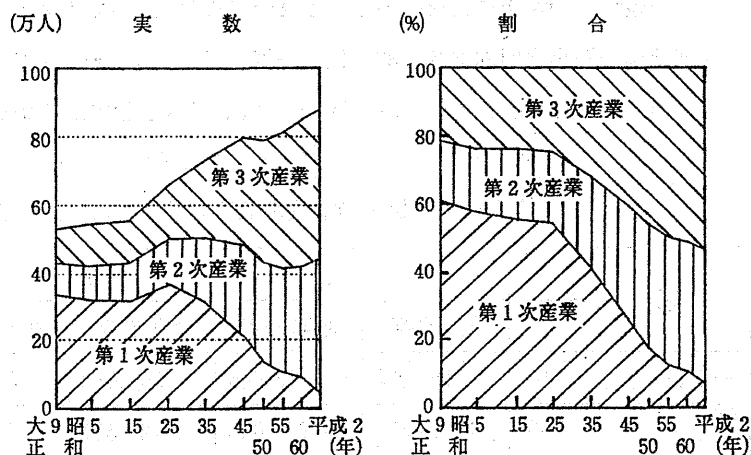 (万人) 実数
100
80
60
40
20
0
第3次産業
第2次産業
第1次産業
大9昭5 15 25 35 45 55 平成2
正 和 50 60 (年)
(%) 割合
100
80
60
40
20
0
第3次産業
第2次産業
第1次産業
大9昭5 15 25 35 45 55 平成2
正 和 50 60 (年)